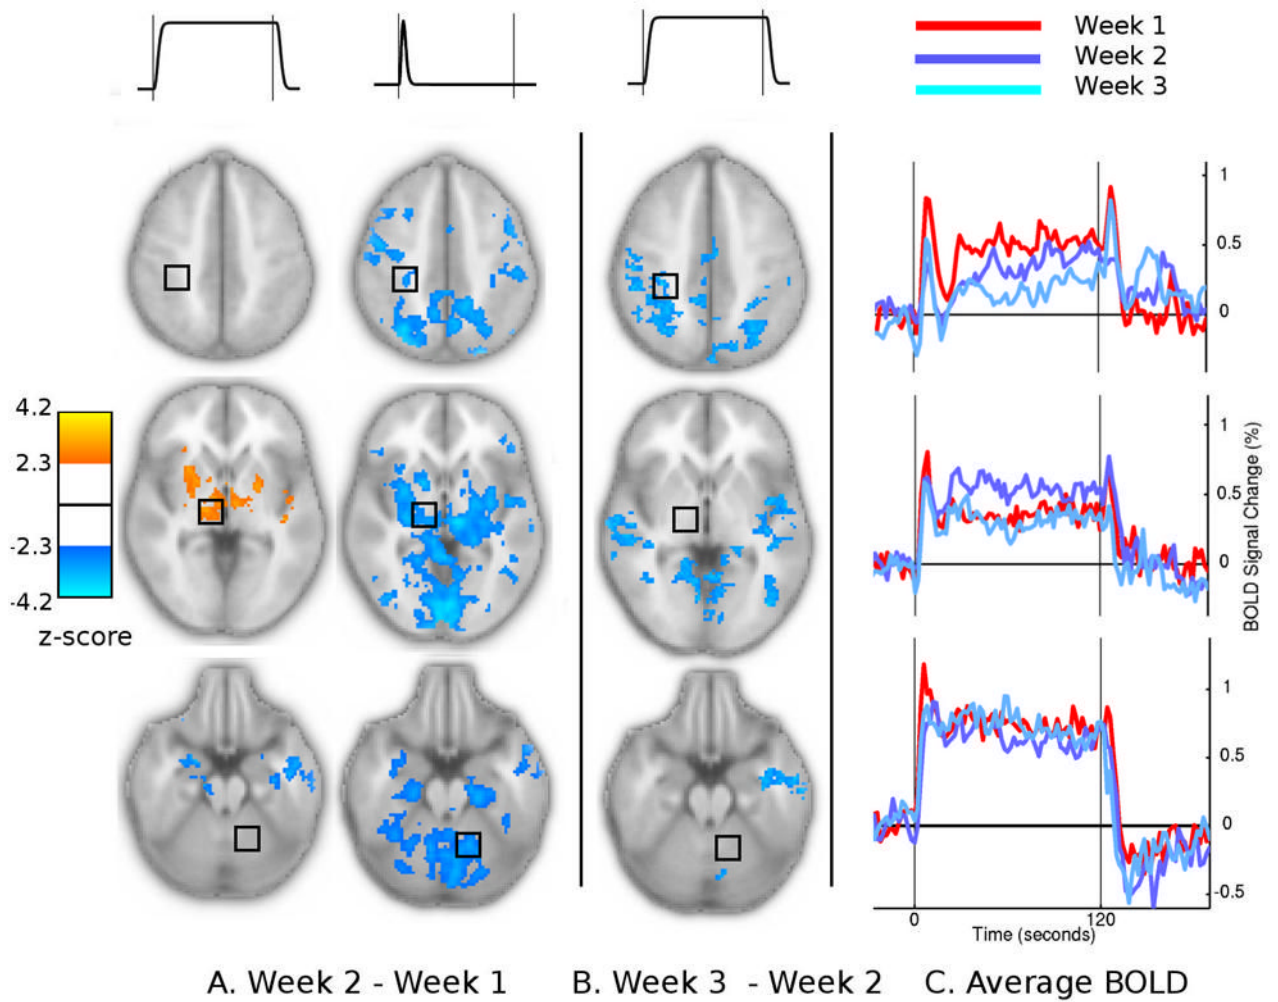 Week 1
Week 2
Week 3
4.2
2.3
-2.3
-4.2
z-score
1
0.5
0
1
0.5
0
BOLD Signal Change (%)
1
0.5
0
-0.5
0
120
Time (seconds)
A. Week 2 - Week 1
B. Week 3 - Week 2
C. Average BOLD